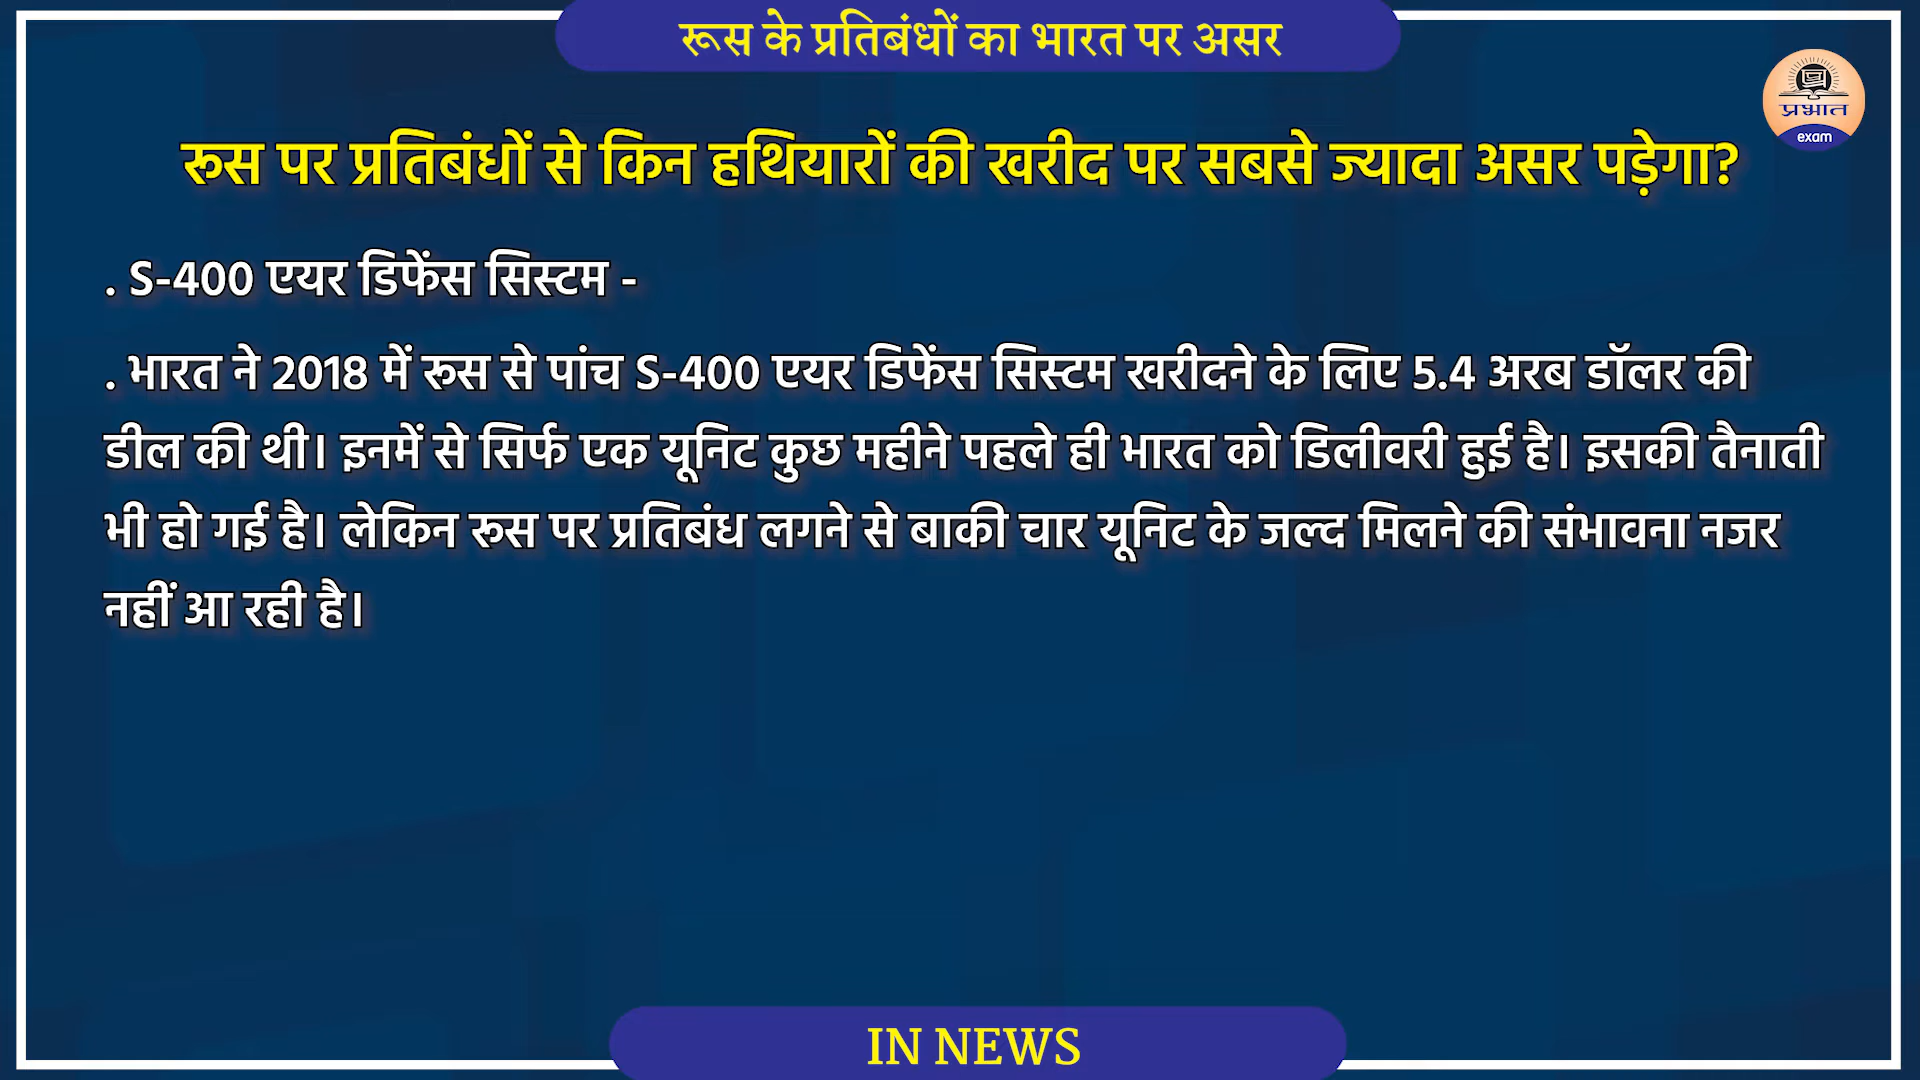 रूस के प्रतिबंधों का भारत पर असर
प्रभात
exam
रूस पर प्रतिबंधों से किन हथियारों की खरीद पर सबसे ज्यादा असर पड़ेगा?
. S-400 एयर डिफेंस सिस्टम -
. भारत ने 2018 में रूस से पांच S-400 एयर डिफेंस सिस्टम खरीदने के लिए 5.4 अरब डॉलर की
डील की थी। इनमें से सिर्फ एक यूनिट कुछ महीने पहले ही भारत को डिलीवरी हुई है। इसकी तैनाती
भी हो गई है। लेकिन रूस पर प्रतिबंध लगने से बाकी चार यूनिट के जल्द मिलने की संभावना नजर
नहीं आ रही है।
IN NEWS